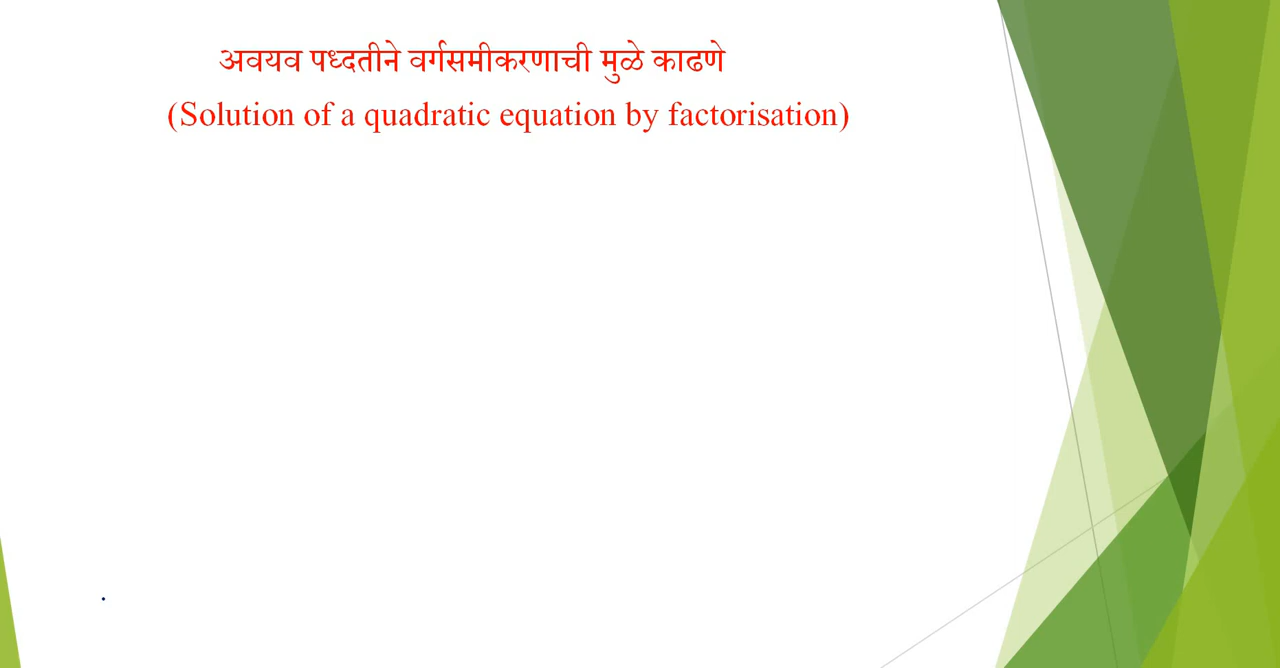 अवयव पध्दतीने वर्गसमीकरणाची मुळे काढणे
(Solution of a quadratic equation by factorisation)
.